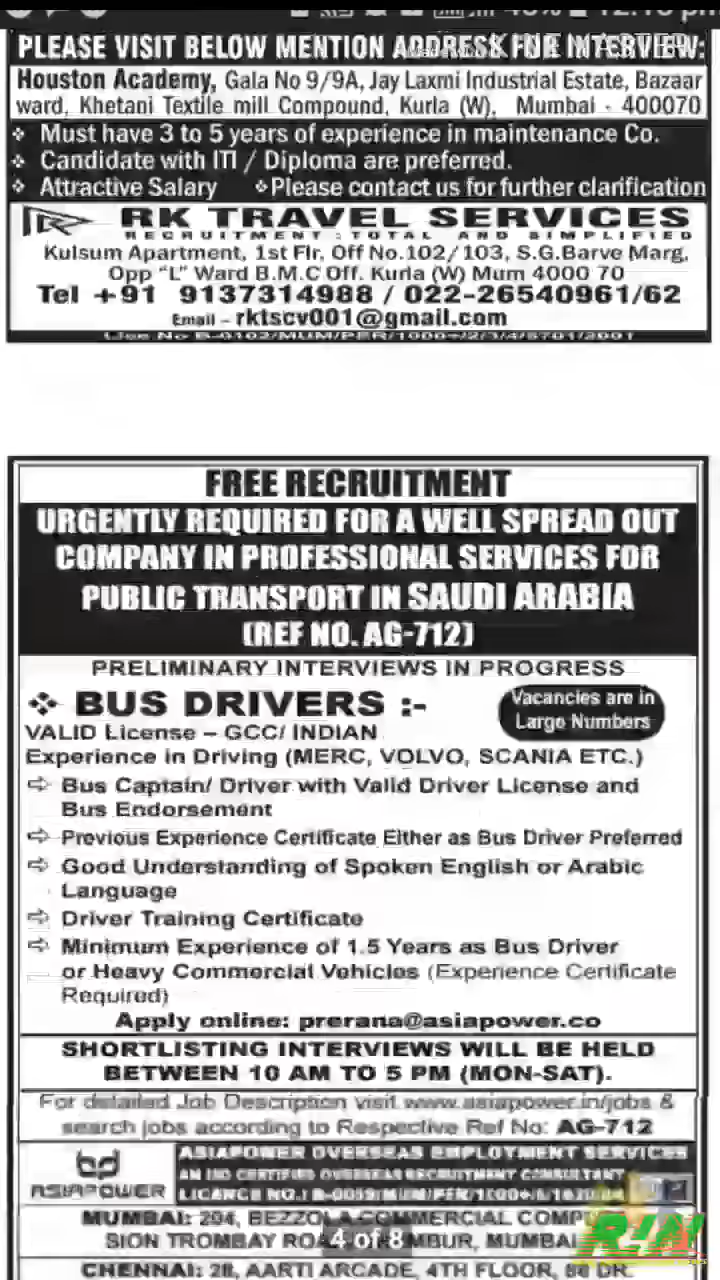 PLEASE VISIT BELOW MENTION ADDRESS FOR INTERVIEW:
Houston Academy, Gala No 9/9A, Jay Laxmi Industrial Estate, Bazaar
ward, Khetani Textile mill Compound, Kurla (W), Mumbai - 400070
❖ Must have 3 to 5 years of experience in maintenance Co.
❖ Candidate with ITI / Diploma are preferred.
❖ Attractive Salary ❖Please contact us for further clarification
RK TRAVEL SERVICES
RECRUITMENT : TOTAL AND SIMPLIFIED
Kulsum Apartment, 1st Flr, Off No.102/103, S.G.Barve Marg,
Opp "L" Ward B.M.C Off. Kurla (W) Mum 4000 70
Tel +91 9137314988 / 022-26540961/62
Email - rktscv001@gmail.com
FREE RECRUITMENT
URGENTLY REQUIRED FOR A WELL SPREAD OUT
COMPANY IN PROFESSIONAL SERVICES FOR
PUBLIC TRANSPORT IN SAUDI ARABIA
(REF NO. AG-712)
PRELIMINARY INTERVIEWS IN PROGRESS
❖ BUS DRIVERS :-
Vacancies are in
Large Numbers
VALID License – GCC/ INDIAN
Experience in Driving (MERC, VOLVO, SCANIA ETC.)
⇨ Bus Captain/ Driver with Valid Driver License and
Bus Endorsement
⇨ Previous Experience Certificate Either as Bus Driver Preferred
⇨ Good Understanding of Spoken English or Arabic
Language
⇨ Driver Training Certificate
⇨ Minimum Experience of 1.5 Years as Bus Driver
or Heavy Commercial Vehicles (Experience Certificate
Required)
Apply online: prerana@asiapower.co
SHORTLISTING INTERVIEWS WILL BE HELD
BETWEEN 10 AM TO 5 PM (MON-SAT).
For detailed Job Description visit www.asiapower.in/jobs &
search jobs according to Respective Ref No: AG-712
ASIAPOWER
ASIAPOWER OVERSEAS EMPLOYMENT SERVICES
AN ISO CERTIFIED OVERSEAS RECRUITMENT CONSULTANT
MUMBAI: 204, BEZZOLA COMMERCIAL
SION TROMBAY MUMBAI
4 of 8
CHENNAI: 2B, AARTI ARCADE, 4TH FLOOR,